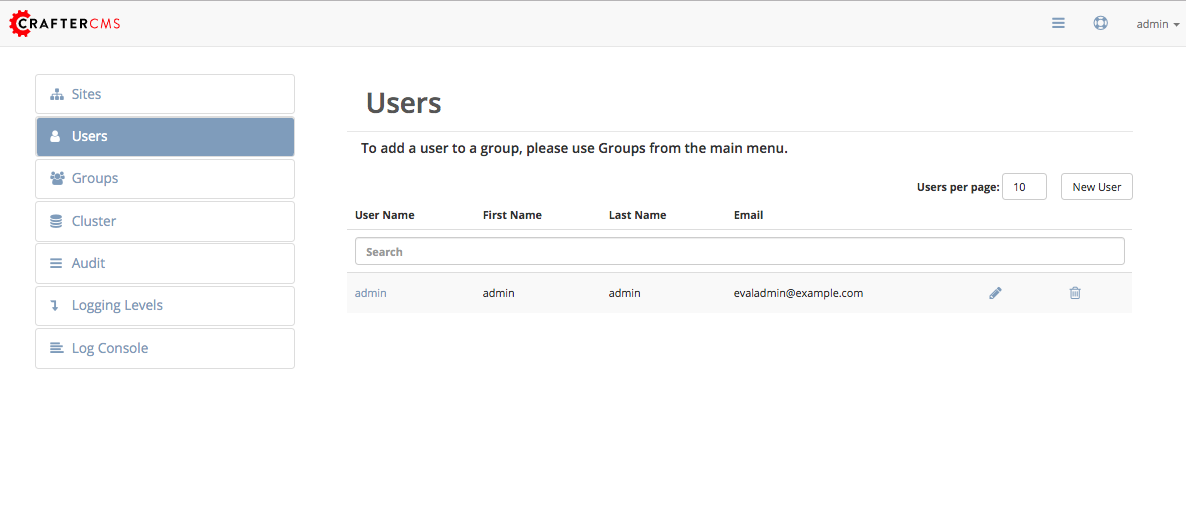 CRAFTERCMS
admin
Sites
Users
Groups
Cluster
Audit
Logging Levels
Log Console
Users
To add a user to a group, please use Groups from the main menu.
Users per page: 10 New User
User Name First Name Last Name Email
Search
admin admin admin evaladmin@example.com